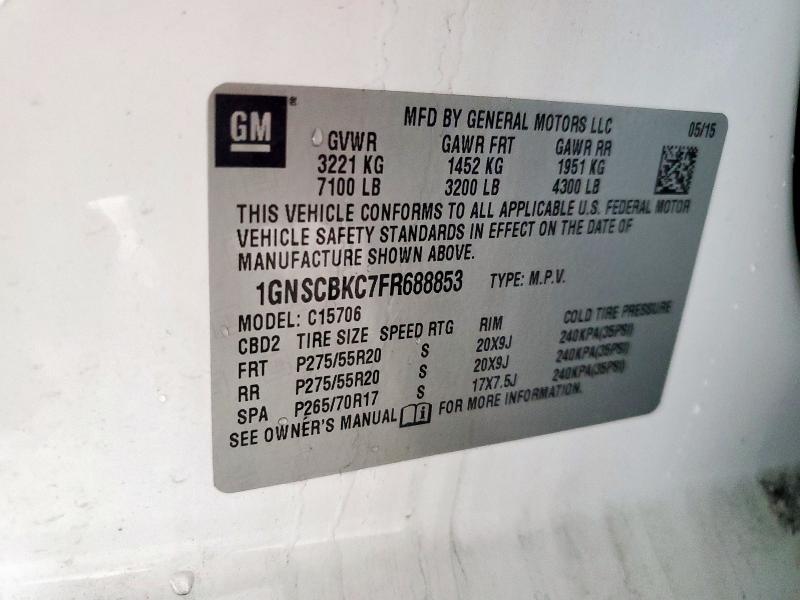 GM®
MFD BY GENERAL MOTORS LLC 05/15
GVWR GAWR FRT GAWR RR
3221 KG 1452 KG 1951 KG
7100 LB 3200 LB 4300 LB
THIS VEHICLE CONFORMS TO ALL APPLICABLE U.S. FEDERAL MOTOR
VEHICLE SAFETY STANDARDS IN EFFECT ON THE DATE OF
MANUFACTURE SHOWN ABOVE.
1GNSCBKC7FR688853 TYPE: M.P.V.
MODEL: C15706
CBD2 TIRE SIZE SPEED RTG RIM COLD TIRE PRESSURE
FRT P275/55R20 S 20X9J 240KPA(35PSI)
RR P275/55R20 S 20X9J 240KPA(35PSI)
SPA P265/70R17 S 17X7.5J 240KPA(35PSI)
SEE OWNER'S MANUAL i FOR MORE INFORMATION.